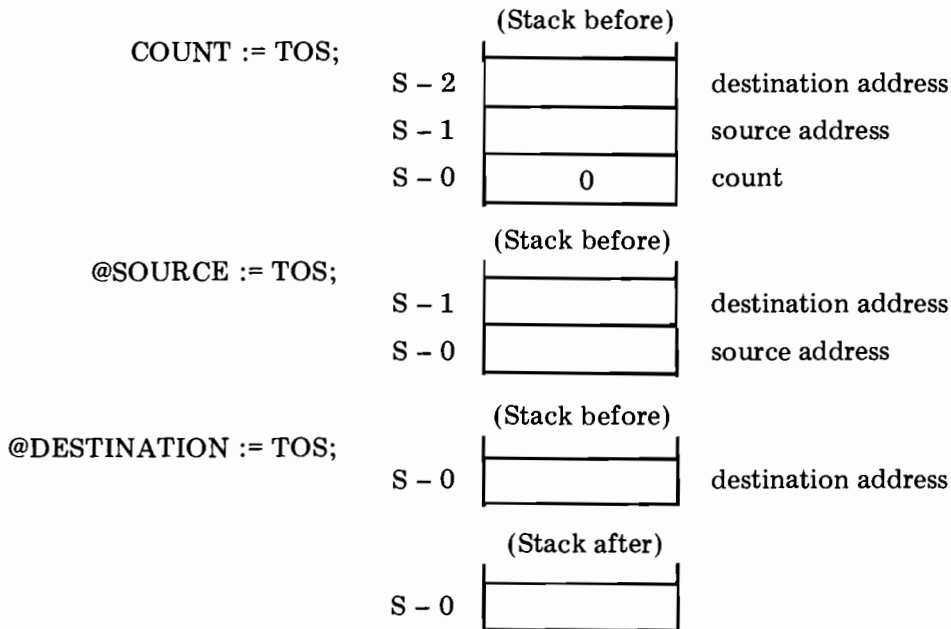 (Stack before)
COUNT := TOS;
S – 2 destination address
S – 1 source address
S – 0 0 count
(Stack before)
@SOURCE := TOS;
S – 1 destination address
S – 0 source address
(Stack before)
@DESTINATION := TOS;
S – 0 destination address
(Stack after)
S – 0